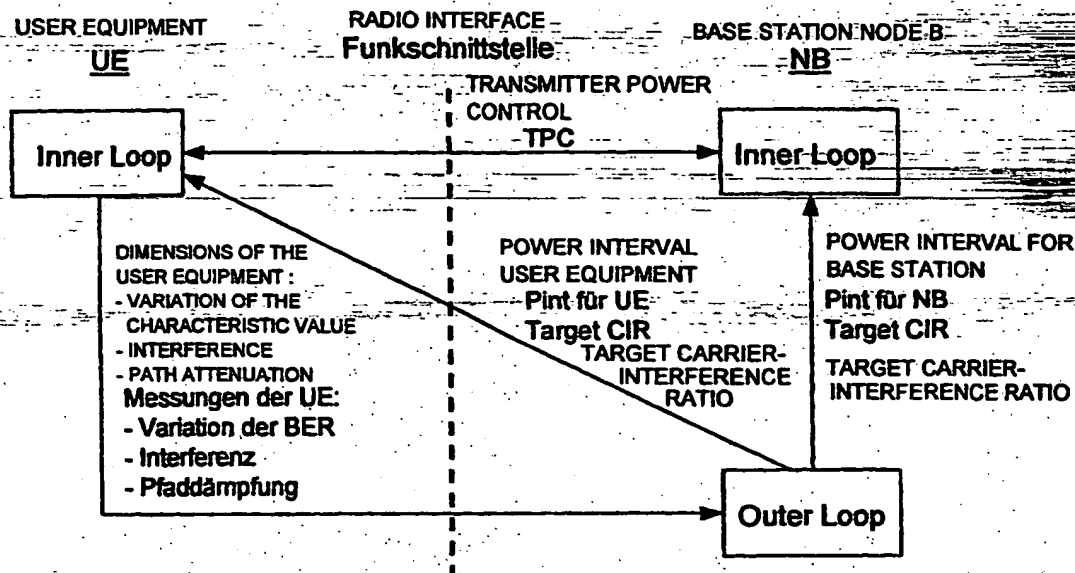 USER EQUIPMENT
UE
RADIO INTERFACE
Funkschnittstelle
BASE STATION NODE B
NB
TRANSMITTER POWER
CONTROL
TPC
Inner Loop
Inner Loop
DIMENSIONS OF THE
USER EQUIPMENT :
- VARIATION OF THE
CHARACTERISTIC VALUE
- INTERFERENCE
- PATH ATTENUATION
Messungen der UE:
- Variation der BER
- Interferenz
- Pfaddämpfung
POWER INTERVAL
USER EQUIPMENT
Pint für UE
Target CIR
TARGET CARRIER-
INTERFERENCE
RATIO
POWER INTERVAL FOR
BASE STATION
Pint für NB
Target CIR
TARGET CARRIER-
INTERFERENCE RATIO
Outer Loop